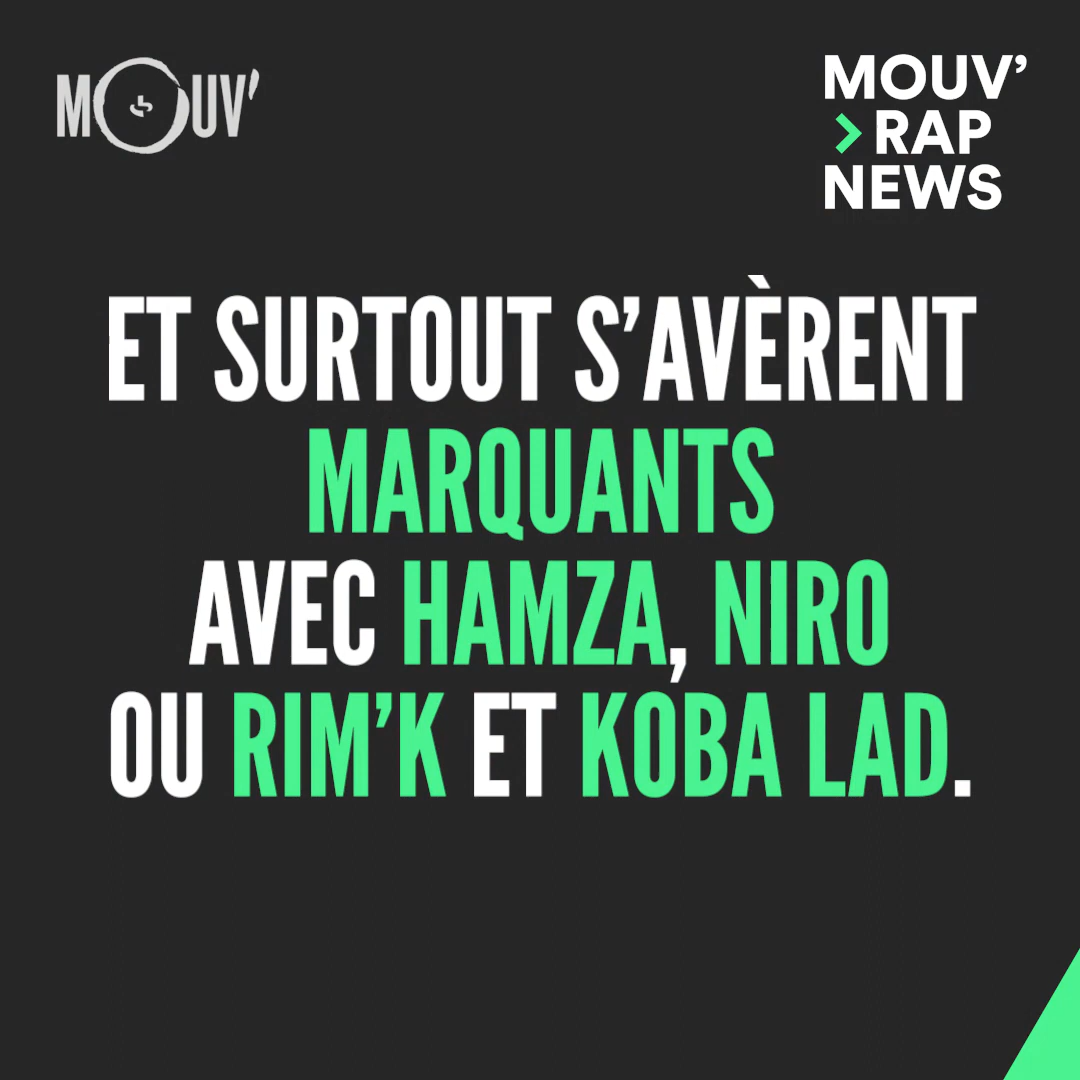 MOUV'
MOUV’
RAP
NEWS
ET SURTOUT S’AVÈRENT
MARQUANTS
AVEC HAMZA, NIRO
OU RIM’K ET KOBA LAD.